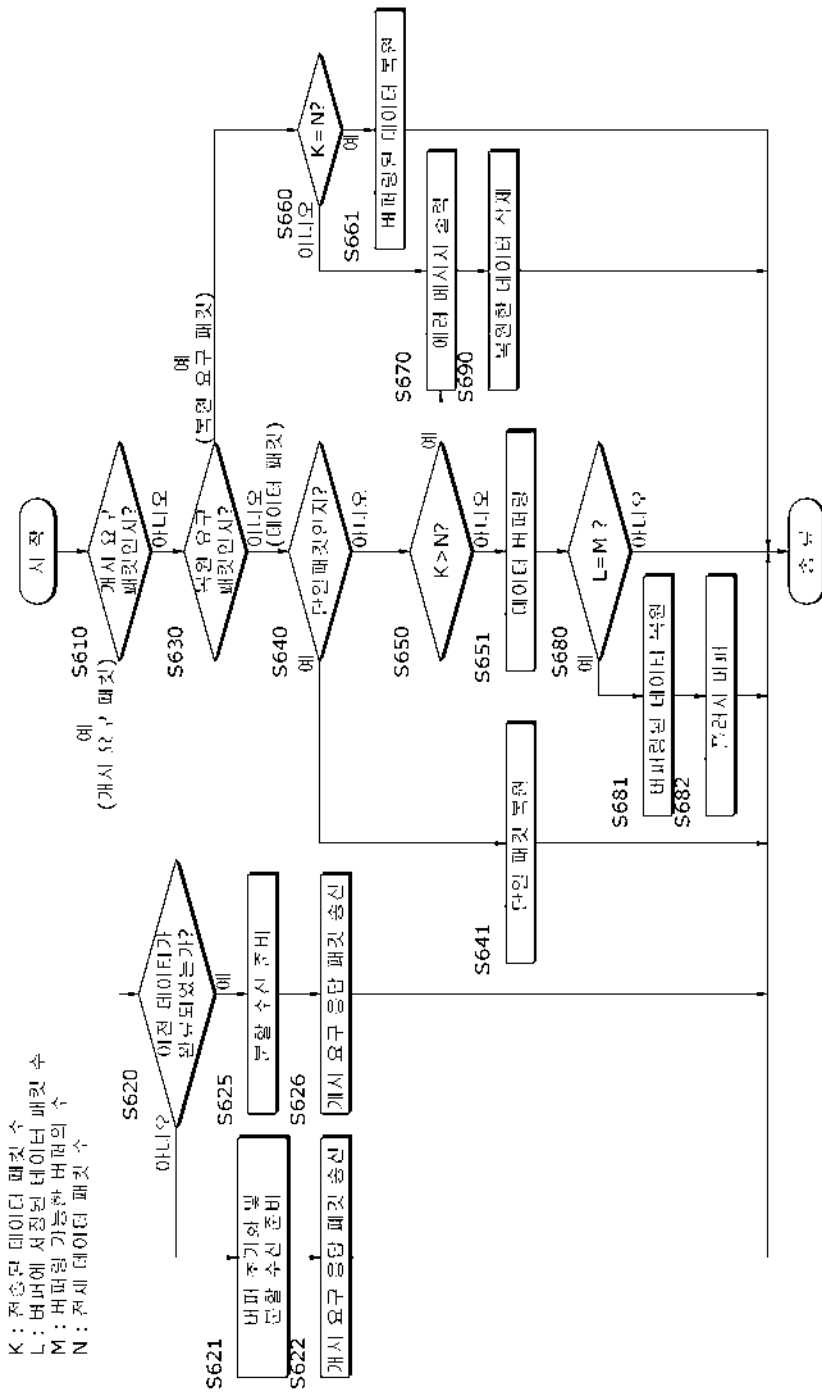 K : 전송된 데이터 패킷 수
L : 버퍼에 저장된 데이터 패킷 수
M : 버퍼링 가능한 버퍼의 수
N : 전체 데이터 패킷 수
시 작
S610
개시 요구
패킷인지?
예
(개시 요구 패킷)
아니오
S620
이전 데이터가
완료되었는가?
아니오
예
S621
버퍼 초기화 및
분할 수신 준비
S622
개시 요구 응답 패킷 송신
S625
분할 수신 준비
S626
개시 요구 응답 패킷 송신
S630
복원 요구
패킷인지?
예
(복원 요구 패킷)
아니오
(데이터 패킷)
S640
단일패킷인지?
예
아니오
S641
단일 패킷 복원
S650
K>N?
예
아니오
S651
데이터 버퍼링
S660
K=N?
아니오
예
S661
버퍼링된 데이터 복원
S670
에러 메시지 출력
S690
복원한 데이터 삭제
S680
L=M ?
예
아니오
S681
버퍼링된 데이터 복원
S682
플러시 버퍼
종 료